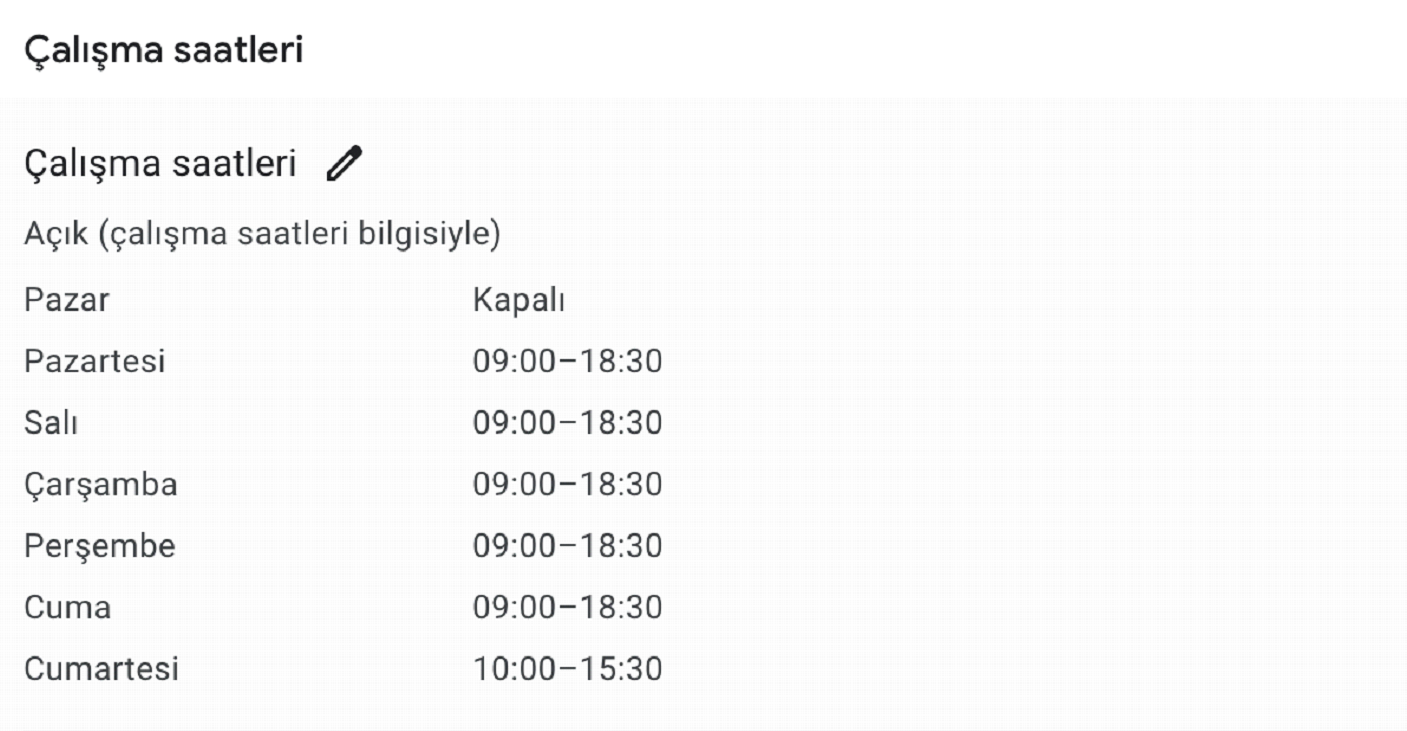 Çalışma saatleri
Çalışma saatleri
Açık (çalışma saatleri bilgisiyle)
Pazar Kapalı
Pazartesi 09:00–18:30
Salı 09:00–18:30
Çarşamba 09:00–18:30
Perşembe 09:00–18:30
Cuma 09:00–18:30
Cumartesi 10:00–15:30